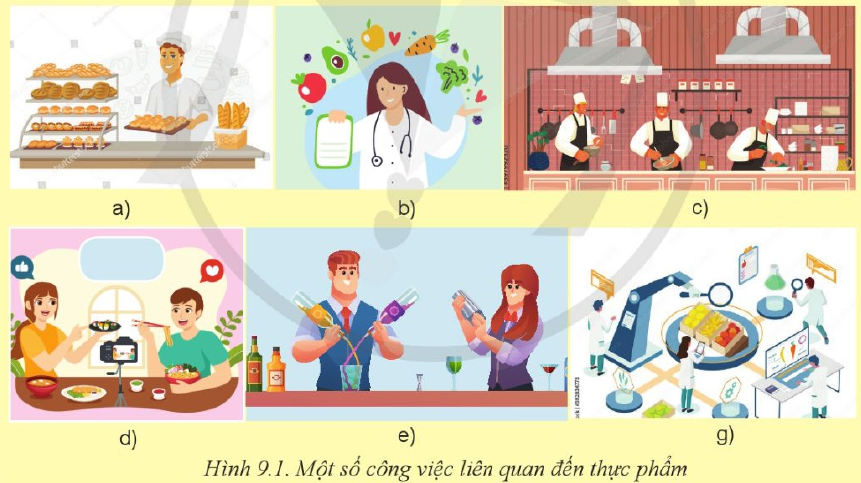 a)
b)
c)
d)
e)
g)
Hình 9.1. Một số công việc liên quan đến thực phẩm